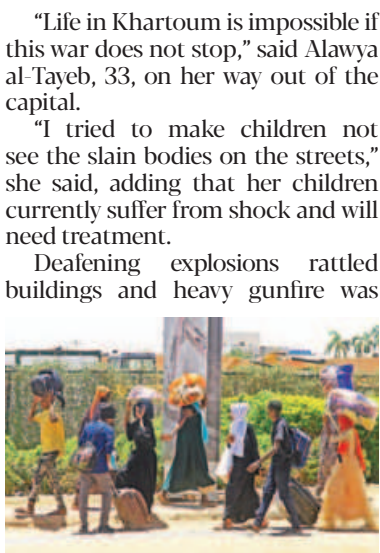 “Life in Khartoum is impossible if
this war does not stop,” said Alawya
al-Tayeb, 33, on her way out of the
capital.
“I tried to make children not
see the slain bodies on the streets,”
she said, adding that her children
currently suffer from shock and will
need treatment.
Deafening explosions rattled
buildings and heavy gunfire was